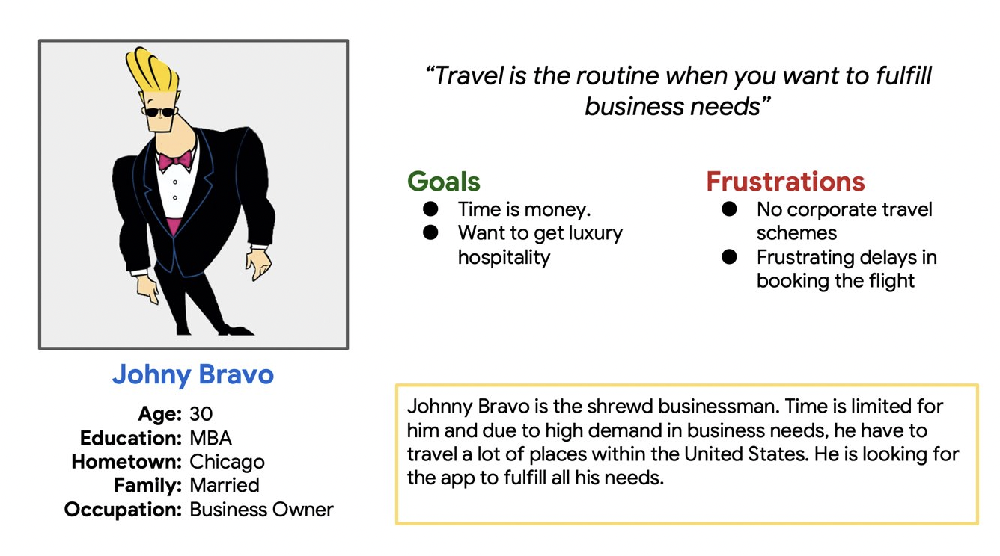 “Travel is the routine when you want to fulfill
business needs”
Goals
● Time is money.
● Want to get luxury
hospitality
Frustrations
● No corporate travel
schemes
● Frustrating delays in
booking the flight
Johny Bravo
Age: 30
Education: MBA
Hometown: Chicago
Family: Married
Occupation: Business Owner
Johnny Bravo is the shrewd businessman. Time is limited for
him and due to high demand in business needs, he have to
travel a lot of places within the United States. He is looking for
the app to fulfill all his needs.